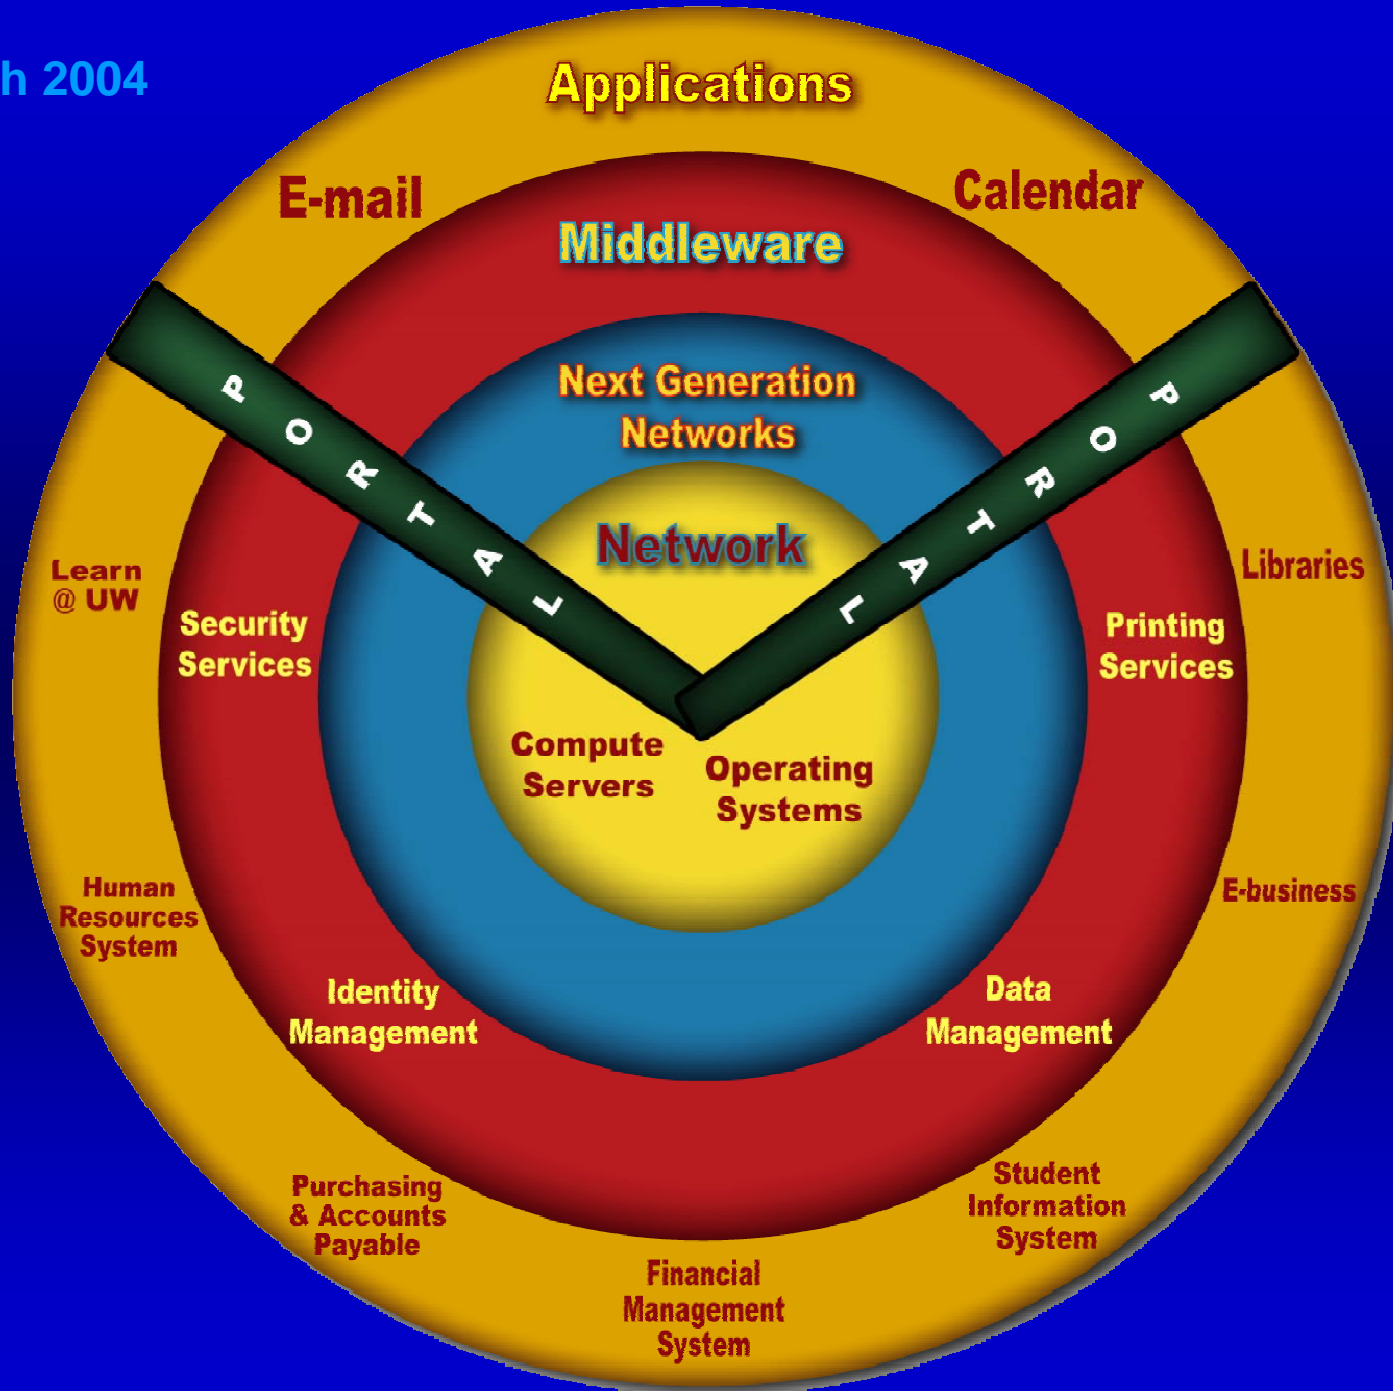 h 2004
Applications
E-mail
Calendar
Middleware
Next Generation
Networks
Network
PORTAL
PORTAL
Learn
@ UW
Security
Services
Printing
Services
Libraries
Compute
Servers
Operating
Systems
Human
Resources
System
E-business
Identity
Management
Data
Management
Purchasing
& Accounts
Payable
Student
Information
System
Financial
Management
System